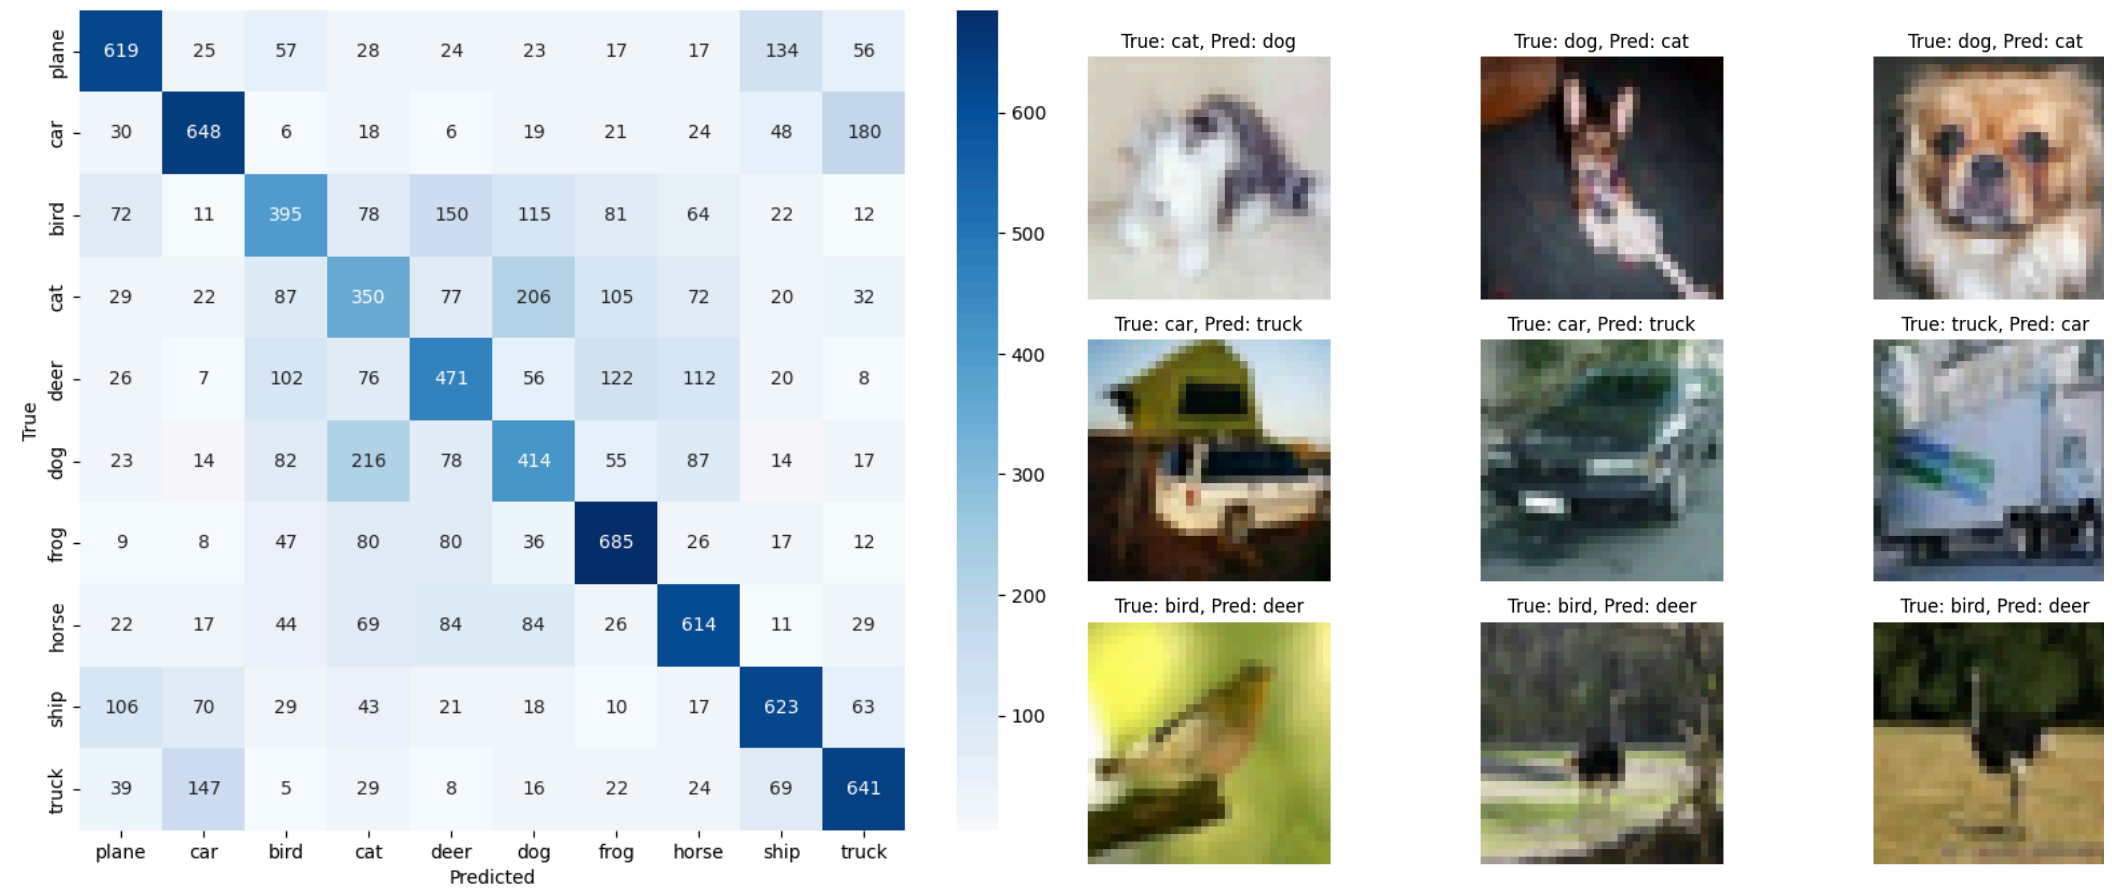 plane 619 25 57 28 24 23 17 17 134 56
car 30 648 6 18 6 19 21 24 48 180
bird 72 11 395 78 150 115 81 64 22 12
cat 29 22 87 350 77 206 105 72 20 32
deer 26 7 102 76 471 56 122 112 20 8
dog 23 14 82 216 78 414 55 87 14 17
frog 9 8 47 80 80 36 685 26 17 12
horse 22 17 44 69 84 84 26 614 11 29
ship 106 70 29 43 21 18 10 17 623 63
truck 39 147 5 29 8 16 22 24 69 641
True
plane car bird cat deer dog frog horse ship truck
Predicted
600
500
400
300
200
100
True: cat, Pred: dog
True: dog, Pred: cat
True: dog, Pred: cat
True: car, Pred: truck
True: car, Pred: truck
True: truck, Pred: car
True: bird, Pred: deer
True: bird, Pred: deer
True: bird, Pred: deer